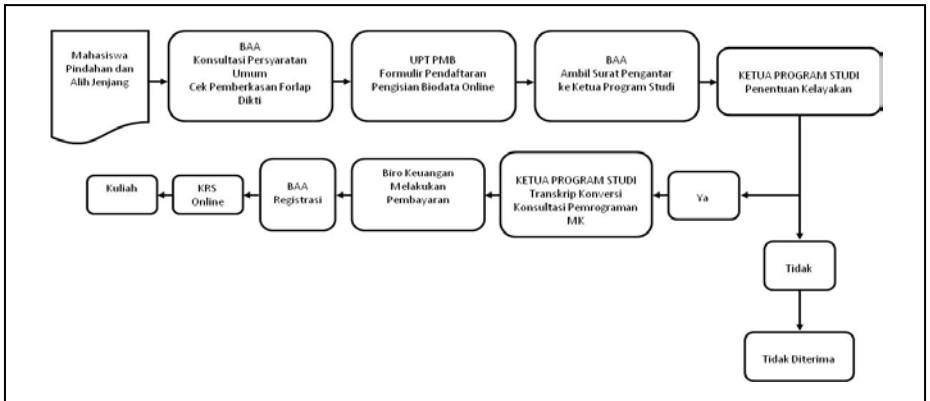 Mahasiswa
Pindahan dan
Alih Jenjang
BAA
Konsultasi Persyaratan
Umum
Cek Pemberkasan Forlap
Dikti
UPT PMB
Formulir Pendaftaran
Pengisian Biodata Online
BAA
Ambil Surat Pengantar
ke Ketua Program Studi
KETUA PROGRAM STUDI
Penentuan Kelayakan
Ya
KETUA PROGRAM STUDI
Transkrip Konversi
Konsultasi Pemrograman
MK
Biro Keuangan
Melakukan
Pembayaran
BAA
Registrasi
KRS
Online
Kuliah
Tidak
Tidak Diterima